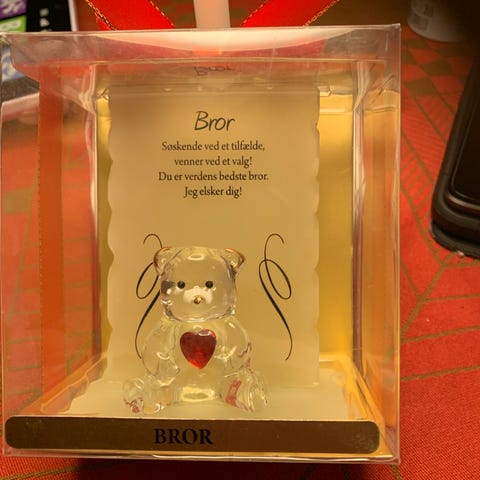 Bror
Søskende ved et tilfælde,
venner ved et valg!
Du er verdens bedste bror.
Jeg elsker dig!
BROR